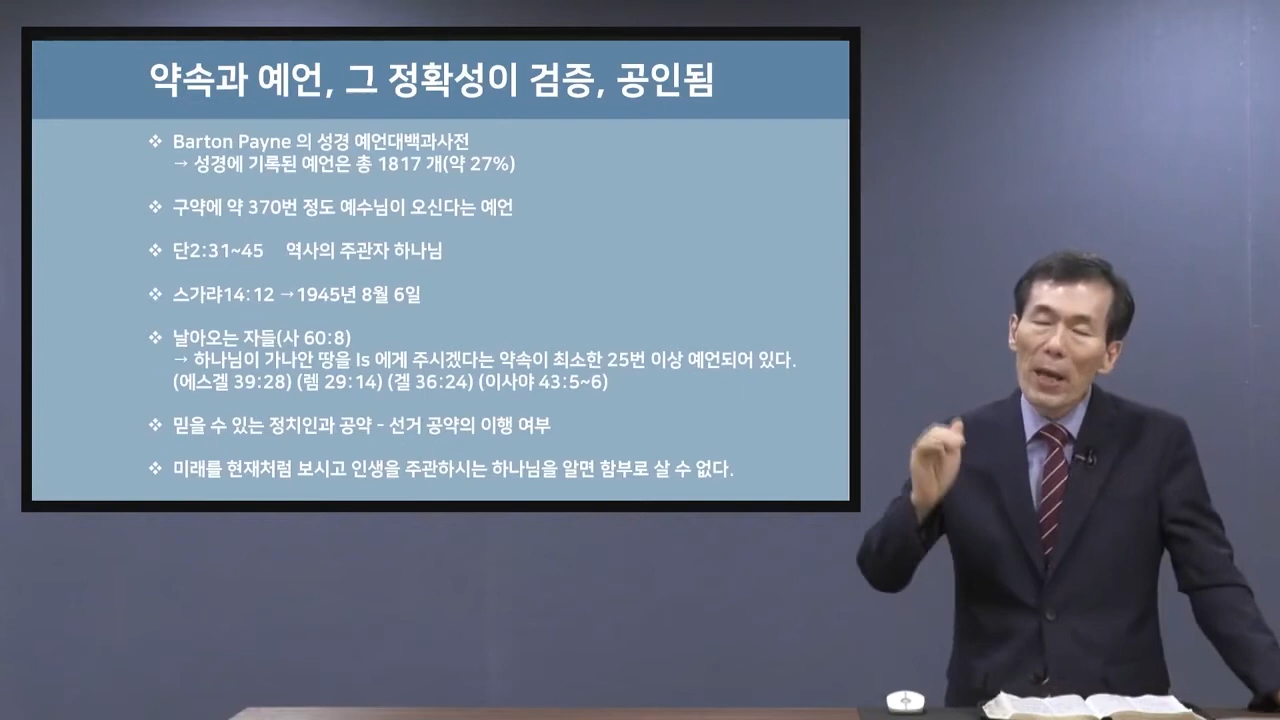 약속과 예언, 그 정확성이 검증, 공인됨
❖ Barton Payne 의 성경 예언대백과사전
→ 성경에 기록된 예언은 총 1817 개(약 27%)
❖ 구약에 약 370번 정도 예수님이 오신다는 예언
❖ 단2:31~45 역사의 주관자 하나님
❖ 스가랴14:12 →1945년 8월 6일
❖ 날아오는 자들(사 60:8)
→ 하나님이 가나안 땅을 Is 에게 주시겠다는 약속이 최소한 25번 이상 예언되어 있다.
(에스겔 39:28) (렘 29:14) (겔 36:24) (이사야 43:5~6)
❖ 믿을 수 있는 정치인과 공약 - 선거 공약의 이행 여부
❖ 미래를 현재처럼 보시고 인생을 주관하시는 하나님을 알면 함부로 살 수 없다.